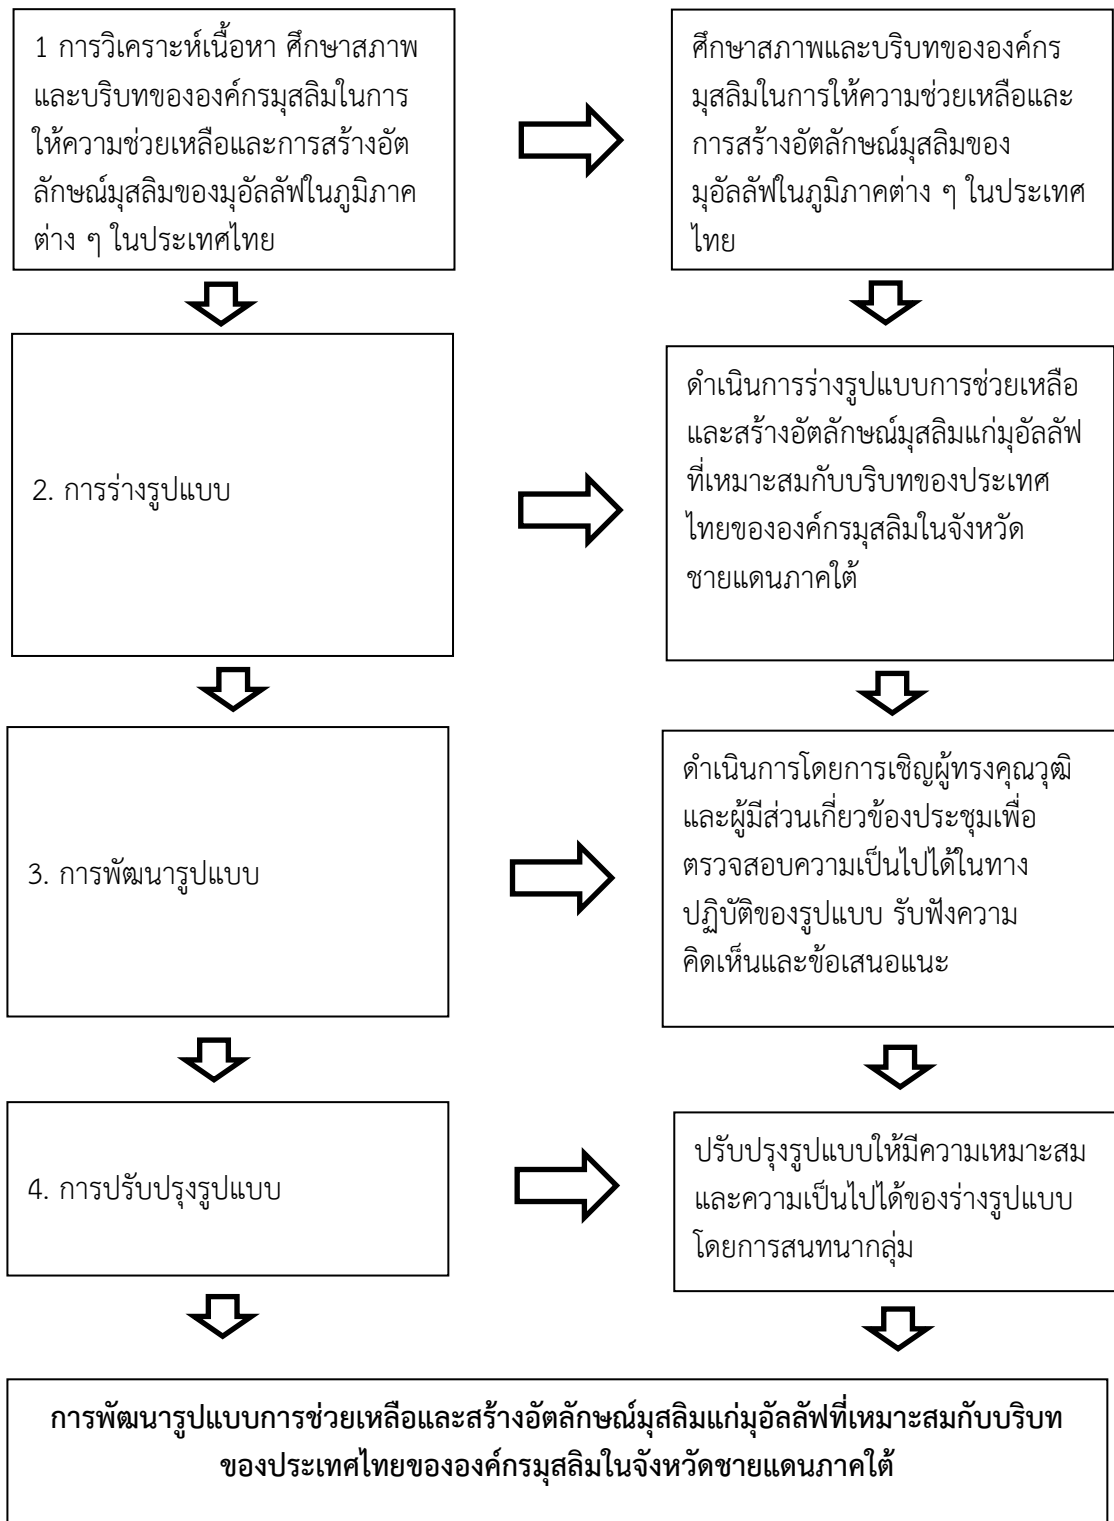 1 การวิเคราะห์เนื้อหา ศึกษาสภาพ
และบริบทขององค์กรมุสลิมในการ
ให้ความช่วยเหลือและการสร้างอัต
ลักษณ์มุสลิมของมุอัลลัฟในภูมิภาค
ต่าง ๆ ในประเทศไทย
ศึกษาสภาพและบริบทขององค์กร
มุสลิมในการให้ความช่วยเหลือและ
การสร้างอัตลักษณ์มุสลิมของ
มุอัลลัฟในภูมิภาคต่าง ๆ ในประเทศ
ไทย
2. การร่างรูปแบบ
ดำเนินการร่างรูปแบบการช่วยเหลือ
และสร้างอัตลักษณ์มุสลิมแก่มุอัลลัฟ
ที่เหมาะสมกับบริบทของประเทศ
ไทยขององค์กรมุสลิมในจังหวัด
ชายแดนภาคใต้
3. การพัฒนารูปแบบ
ดำเนินการโดยการเชิญผู้ทรงคุณวุฒิ
และผู้มีส่วนเกี่ยวข้องประชุมเพื่อ
ตรวจสอบความเป็นไปได้ในทาง
ปฏิบัติของรูปแบบ รับฟังความ
คิดเห็นและข้อเสนอแนะ
4. การปรับปรุงรูปแบบ
ปรับปรุงรูปแบบให้มีความเหมาะสม
และความเป็นไปได้ของร่างรูปแบบ
โดยการสนทนากลุ่ม
การพัฒนารูปแบบการช่วยเหลือและสร้างอัตลักษณ์มุสลิมแก่มุอัลลัฟที่เหมาะสมกับบริบท
ของประเทศไทยขององค์กรมุสลิมในจังหวัดชายแดนภาคใต้